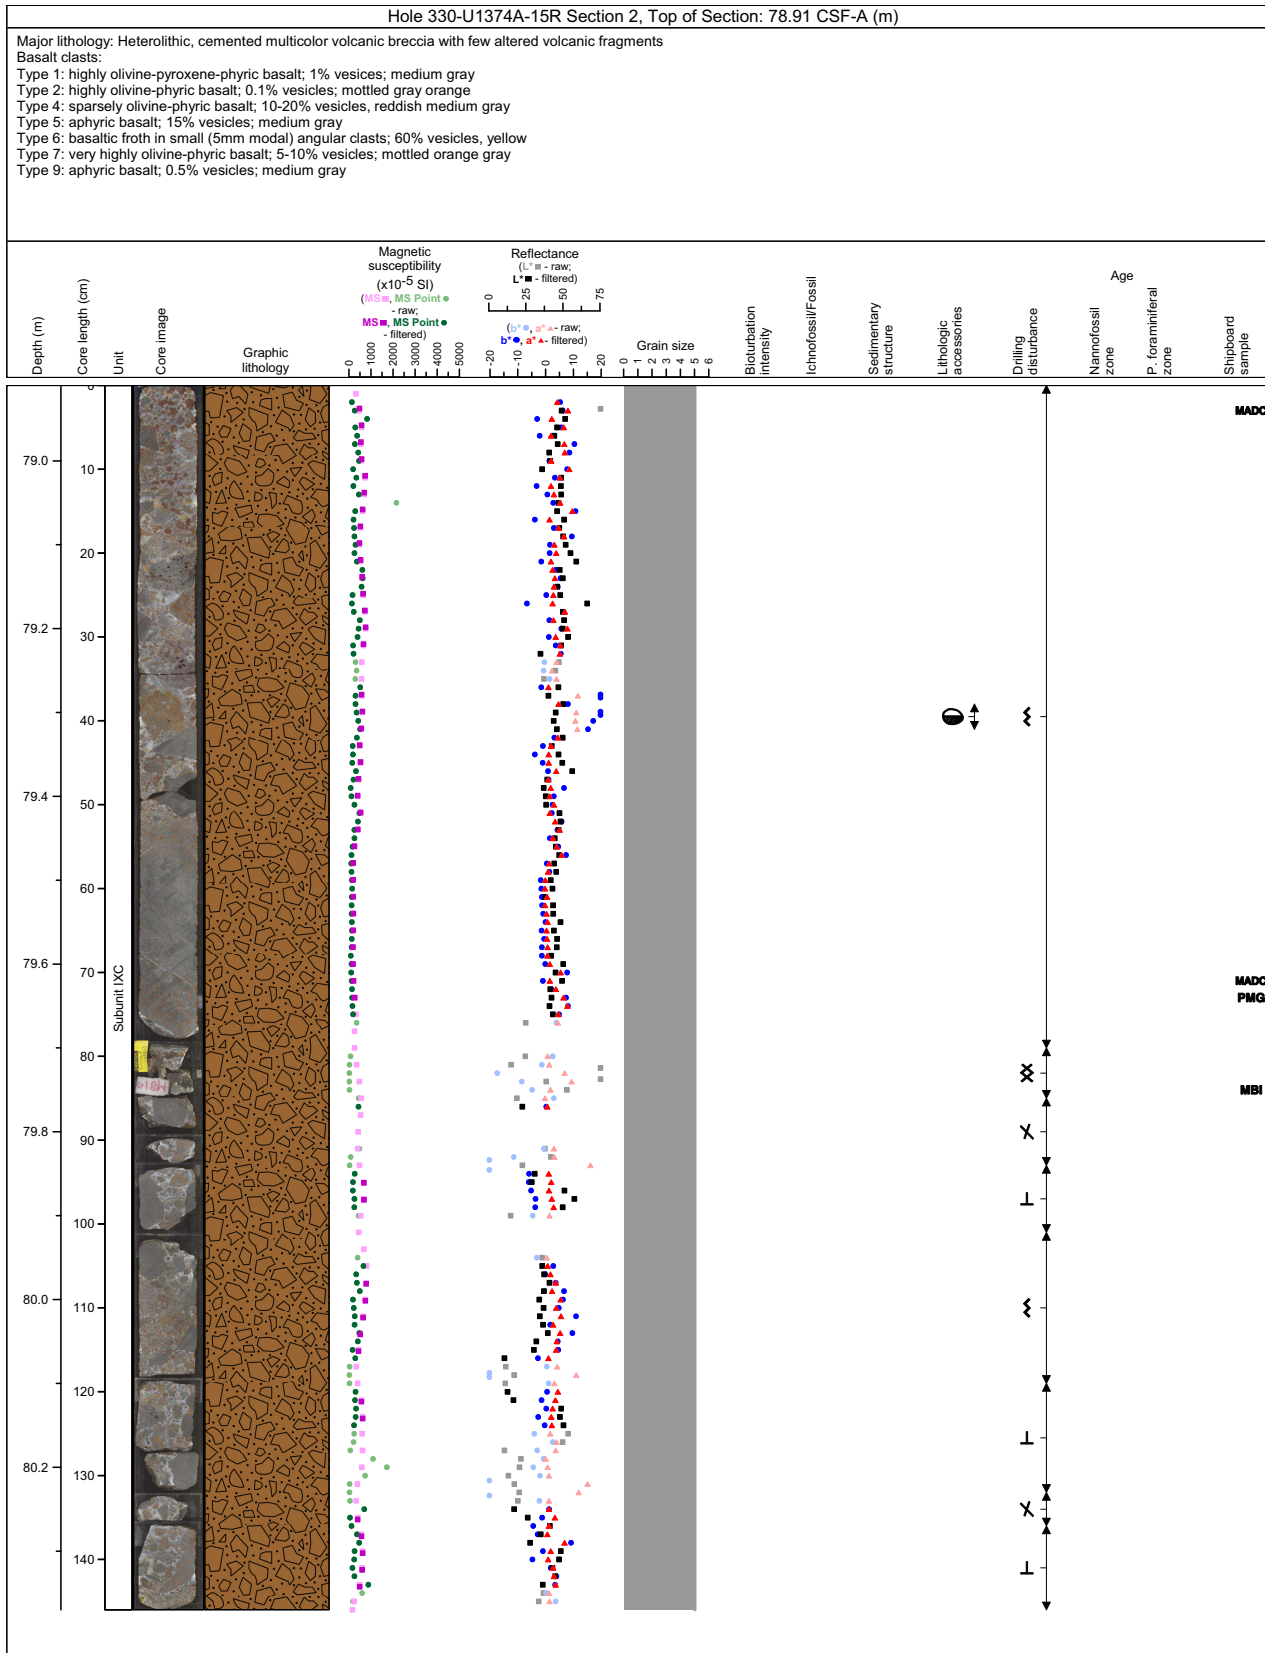 Hole 330-U1374A-15R Section 2, Top of Section: 78.91 CSF-A (m)
Major lithology: Heterolithic, cemented multicolor volcanic breccia with few altered volcanic fragments
Basalt clasts:
Type 1: highly olivine-pyroxene-phyric basalt; 1% vesices; medium gray
Type 2: highly olivine-phyric basalt; 0.1% vesicles; mottled gray orange
Type 4: sparsely olivine-phyric basalt; 10-20% vesicles, reddish medium gray
Type 5: aphyric basalt; 15% vesicles; medium gray
Type 6: basaltic froth in small (5mm modal) angular clasts; 60% vesicles, yellow
Type 7: very highly olivine-phyric basalt; 5-10% vesicles; mottled orange gray
Type 9: aphyric basalt; 0.5% vesicles; medium gray
Depth (m)
Core length (cm)
Unit
Core image
Graphic
lithology
Magnetic
susceptibility
(x10-5 SI)
(MS■, MS Point●
- raw;
MS■, MS Point●
- filtered)
0 1000 2000 3000 4000 5000
Reflectance
(L*■ - raw;
L*■ - filtered)
0 25 50 75
(b*●, a*▲ - raw;
b*●, a*▲ - filtered)
-20 -10 0 10 20
Grain size
0 1 2 3 4 5 6
Bioturbation
intensity
Ichnofossil/Fossil
Sedimentary
structure
Lithologic
accessories
Drilling
disturbance
Age
Nannofossil
zone
P. foraminiferal
zone
Shipboard
sample
0
MADC
79.0
10
20
79.2
30
40
79.4
50
60
79.6
70
MADC
PMG
Subunit IXC
80
MBI
79.8
90
100
80.0
110
120
80.2
130
140